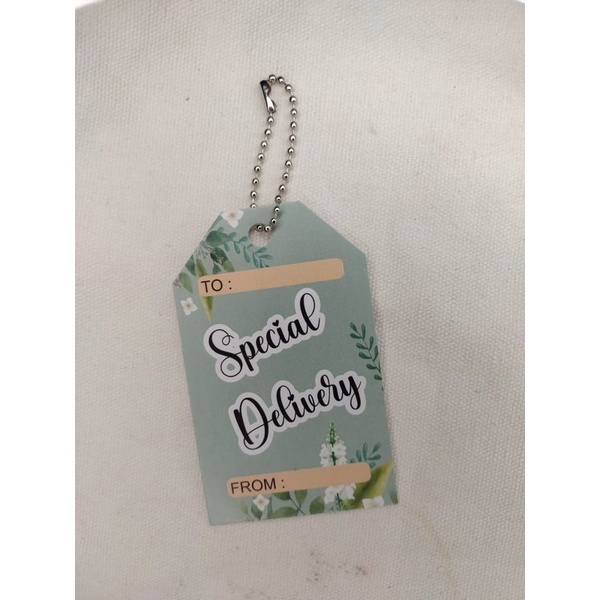 TO :
Special
Delivery
FROM :